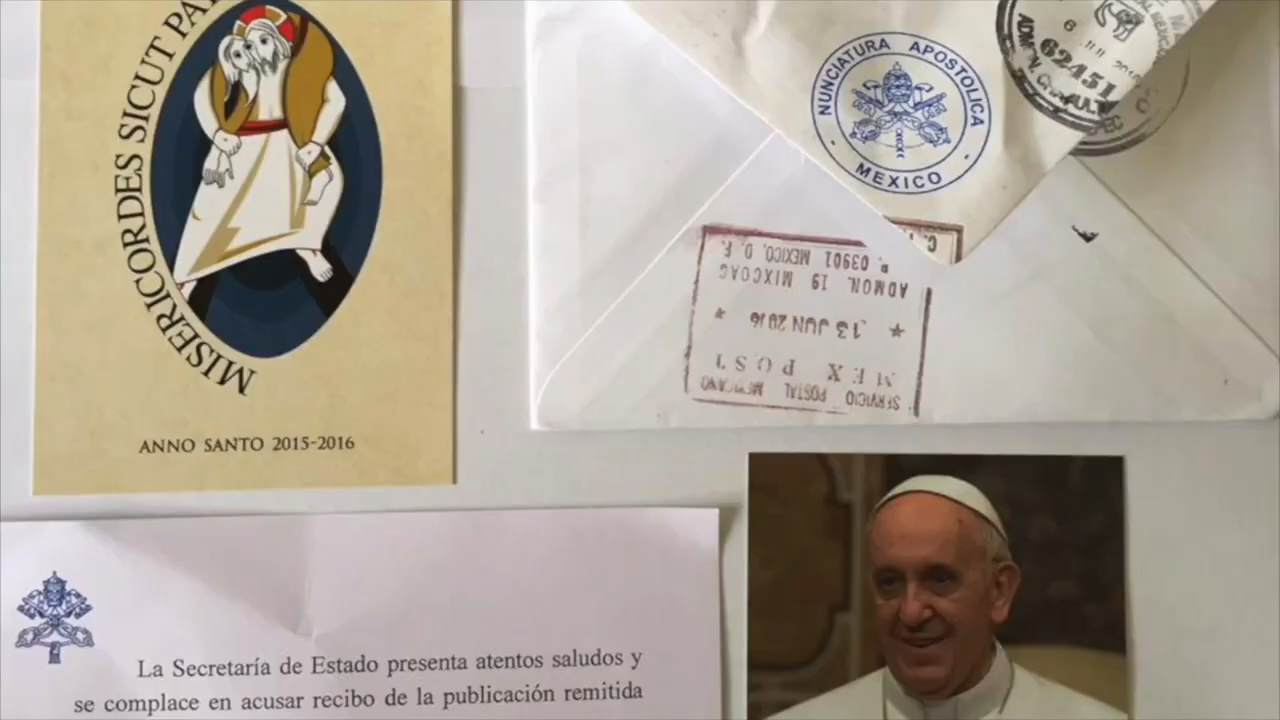 MISERICORDES SICUT PA
ANNO SANTO 2015-2016
NUNCIATURA APOSTOLICA
MEXICO
62451
C. P. 03901 MEXICO, D. F.
ADMON. 19 MIXCOAC
★ 13 JUN 2016 ★
MEX POST
SERVICIO POSTAL MEXICANO
La Secretaría de Estado presenta atentos saludos y
se complace en acusar recibo de la publicación remitida